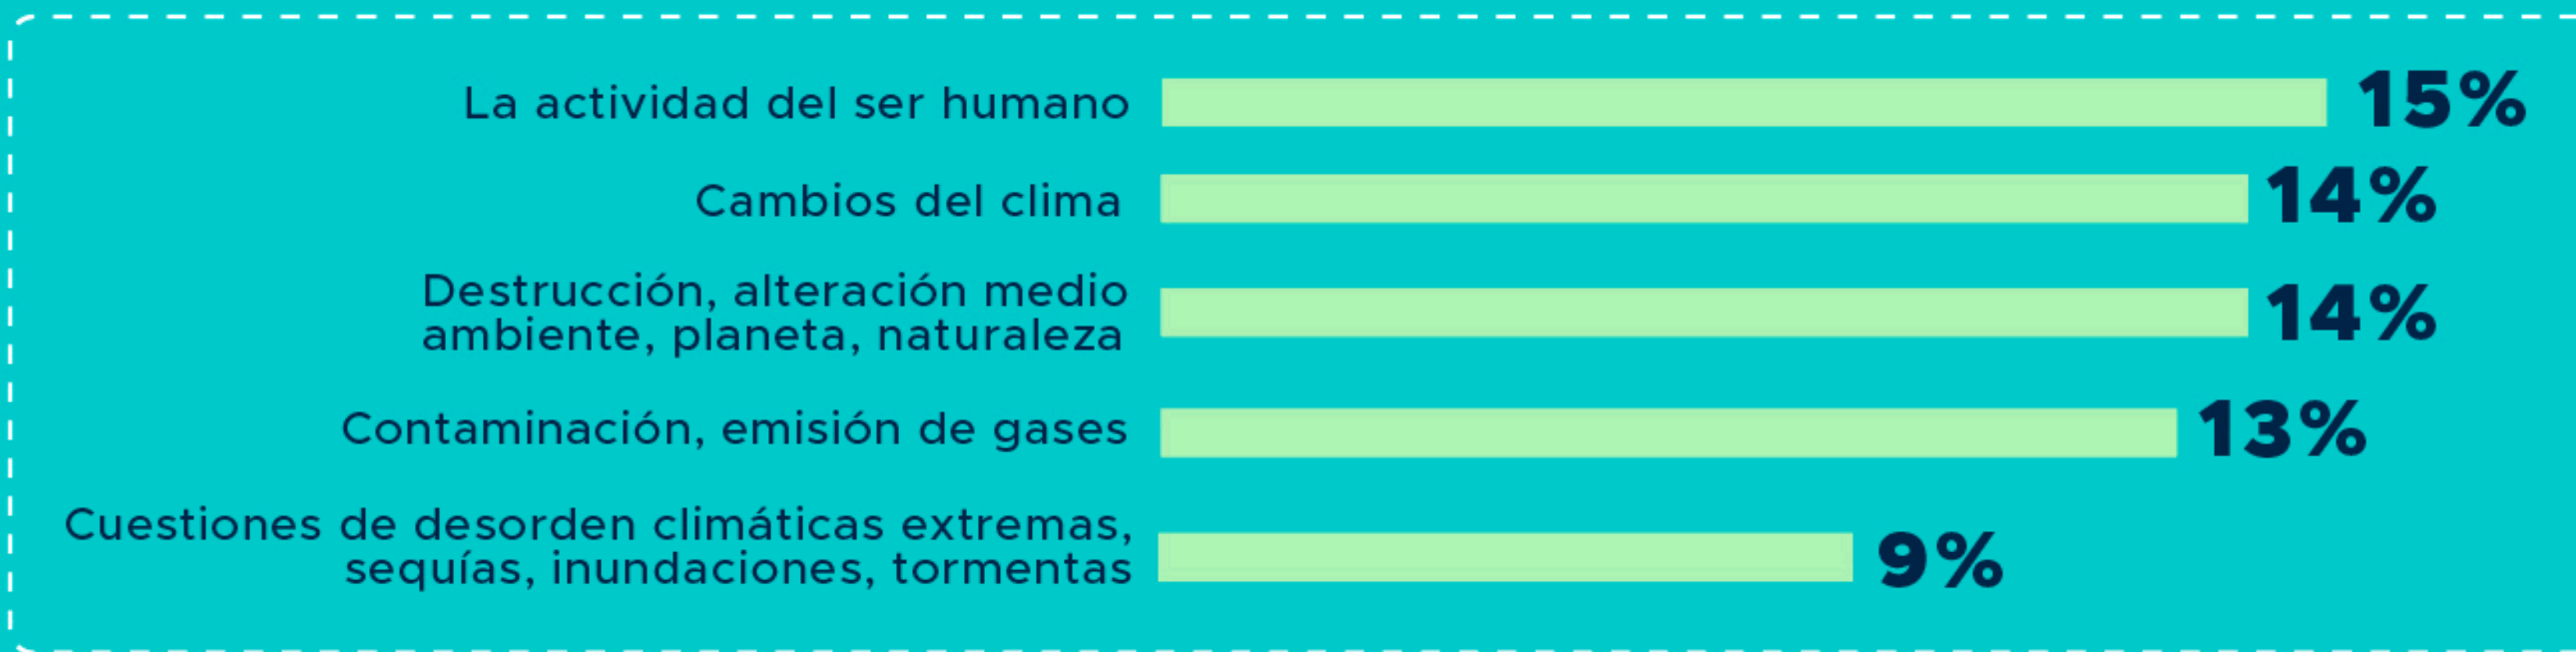 La actividad del ser humano 15%
Cambios del clima 14%
Destrucción, alteración medio
ambiente, planeta, naturaleza 14%
Contaminación, emisión de gases 13%
Cuestiones de desorden climáticas extremas,
sequías, inundaciones, tormentas 9%